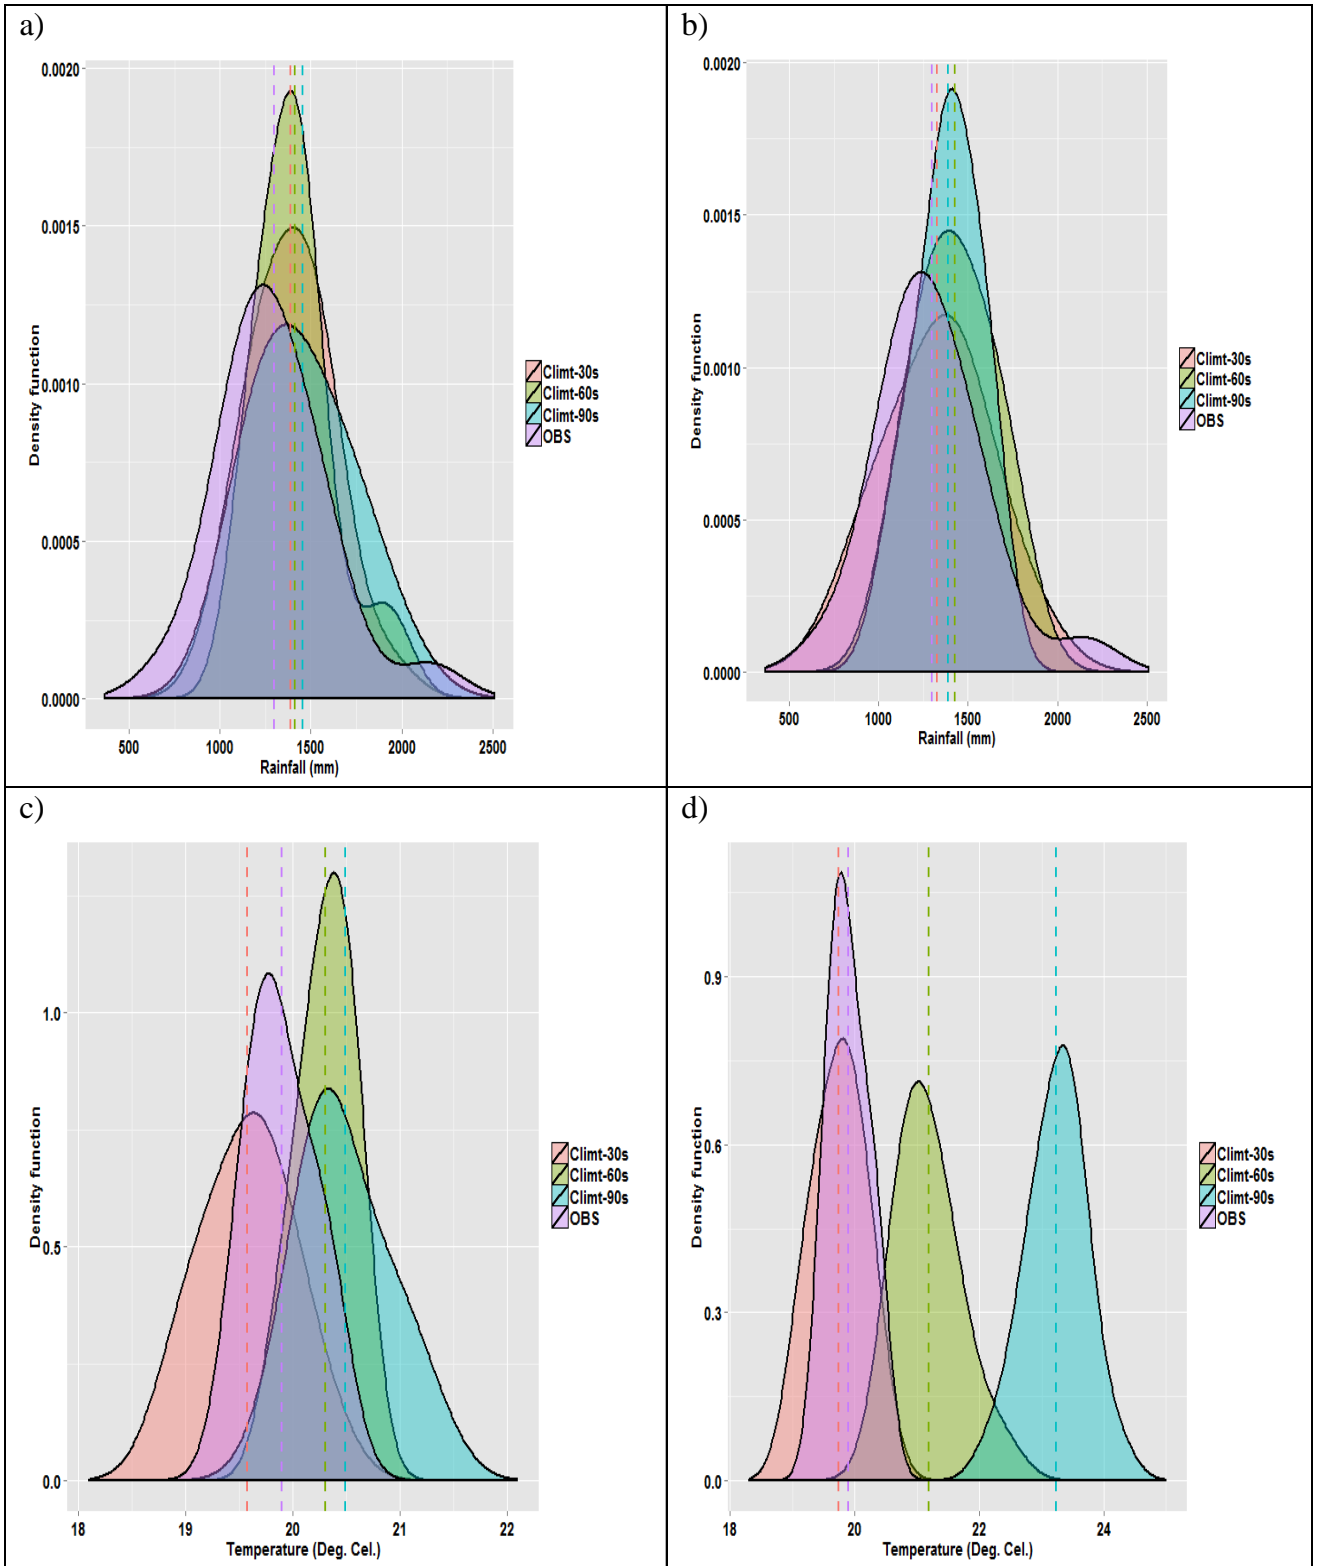 a)
0.0020
0.0015
0.0010
0.0005
0.0000
Density function
500 1000 1500 2000 2500
Rainfall (mm)
Climt-30s
Climt-60s
Climt-90s
OBS
b)
0.0020
0.0015
0.0010
0.0005
0.0000
Density function
500 1000 1500 2000 2500
Rainfall (mm)
Climt-30s
Climt-60s
Climt-90s
OBS
c)
1.0
0.5
0.0
Density function
18 19 20 21 22
Temperature (Deg. Cel.)
Climt-30s
Climt-60s
Climt-90s
OBS
d)
0.9
0.6
0.3
0.0
Density function
18 20 22 24
Temperature (Deg. Cel.)
Climt-30s
Climt-60s
Climt-90s
OBS